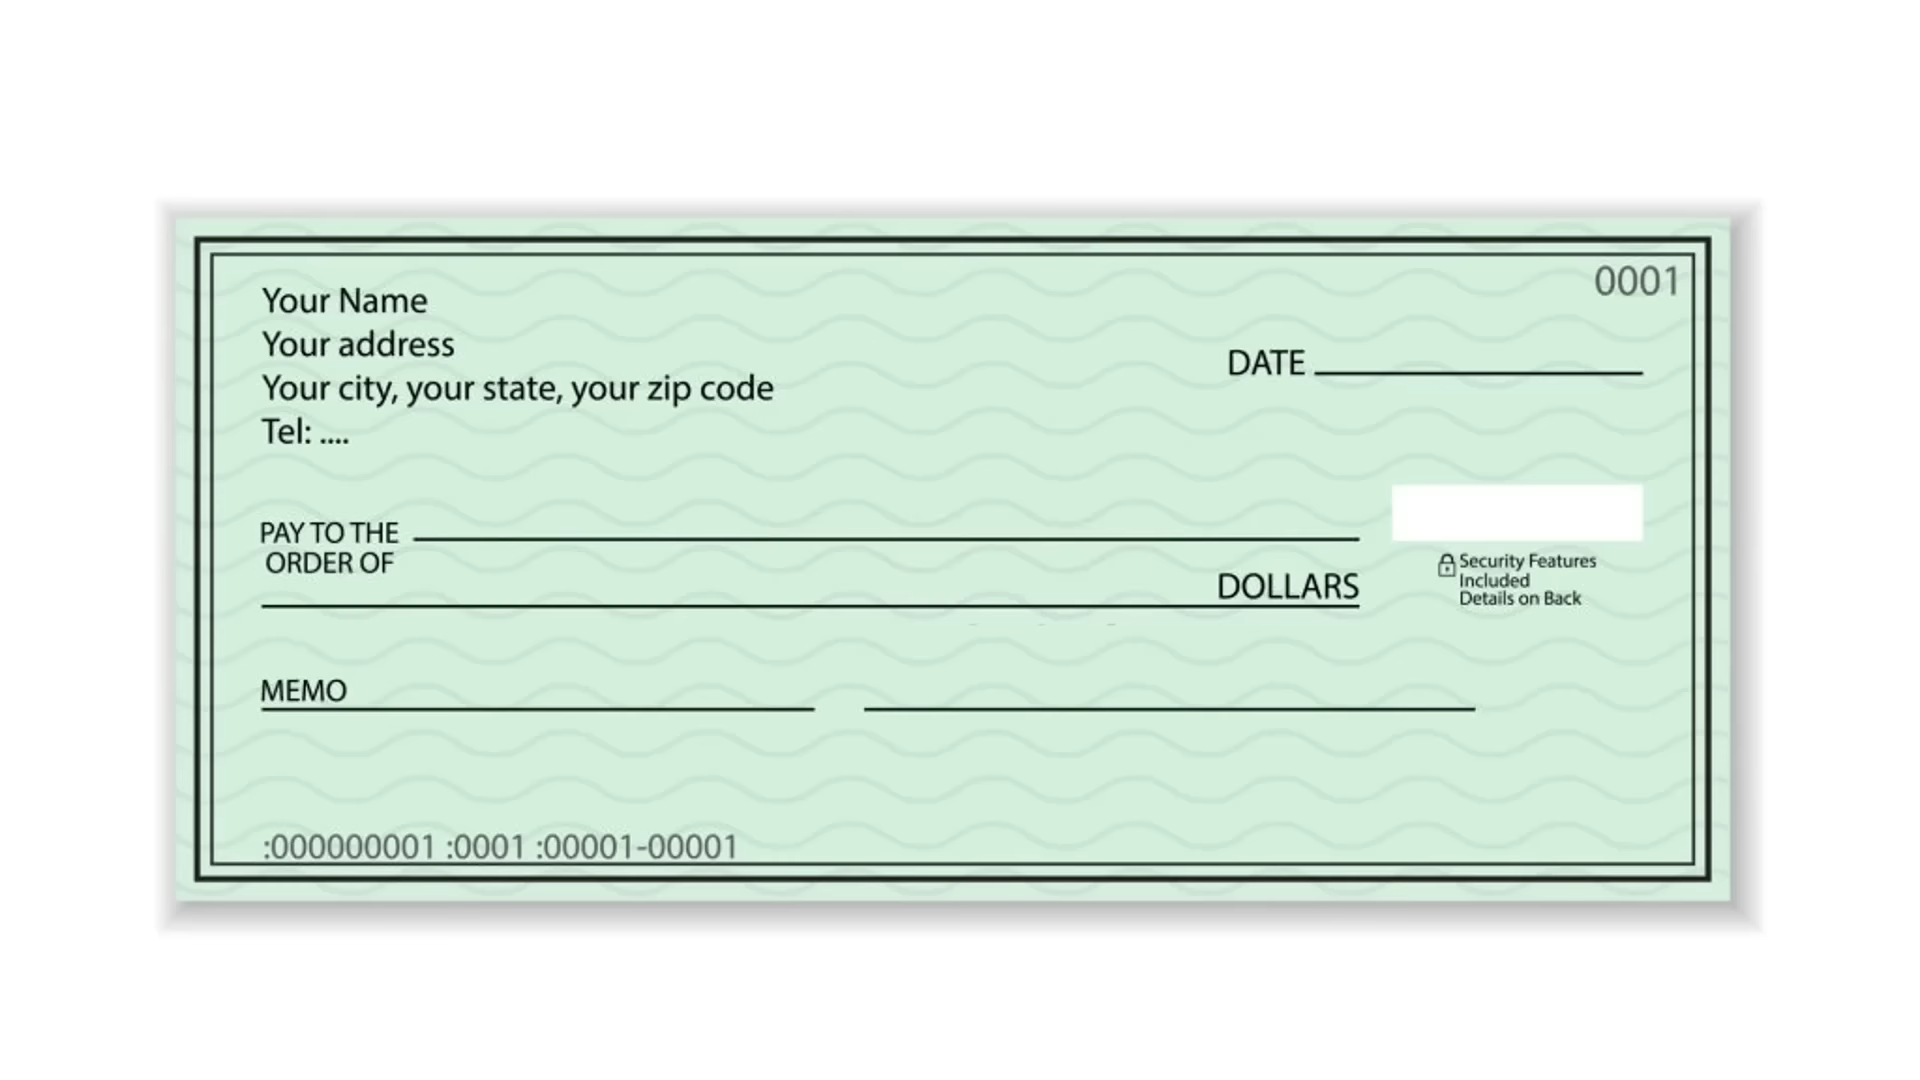 0001
Your Name
Your address
Your city, your state, your zip code
Tel: ....
DATE
PAY TO THE
ORDER OF
DOLLARS
Security Features
Included
Details on Back
MEMO
:000000001 :0001 :00001-00001